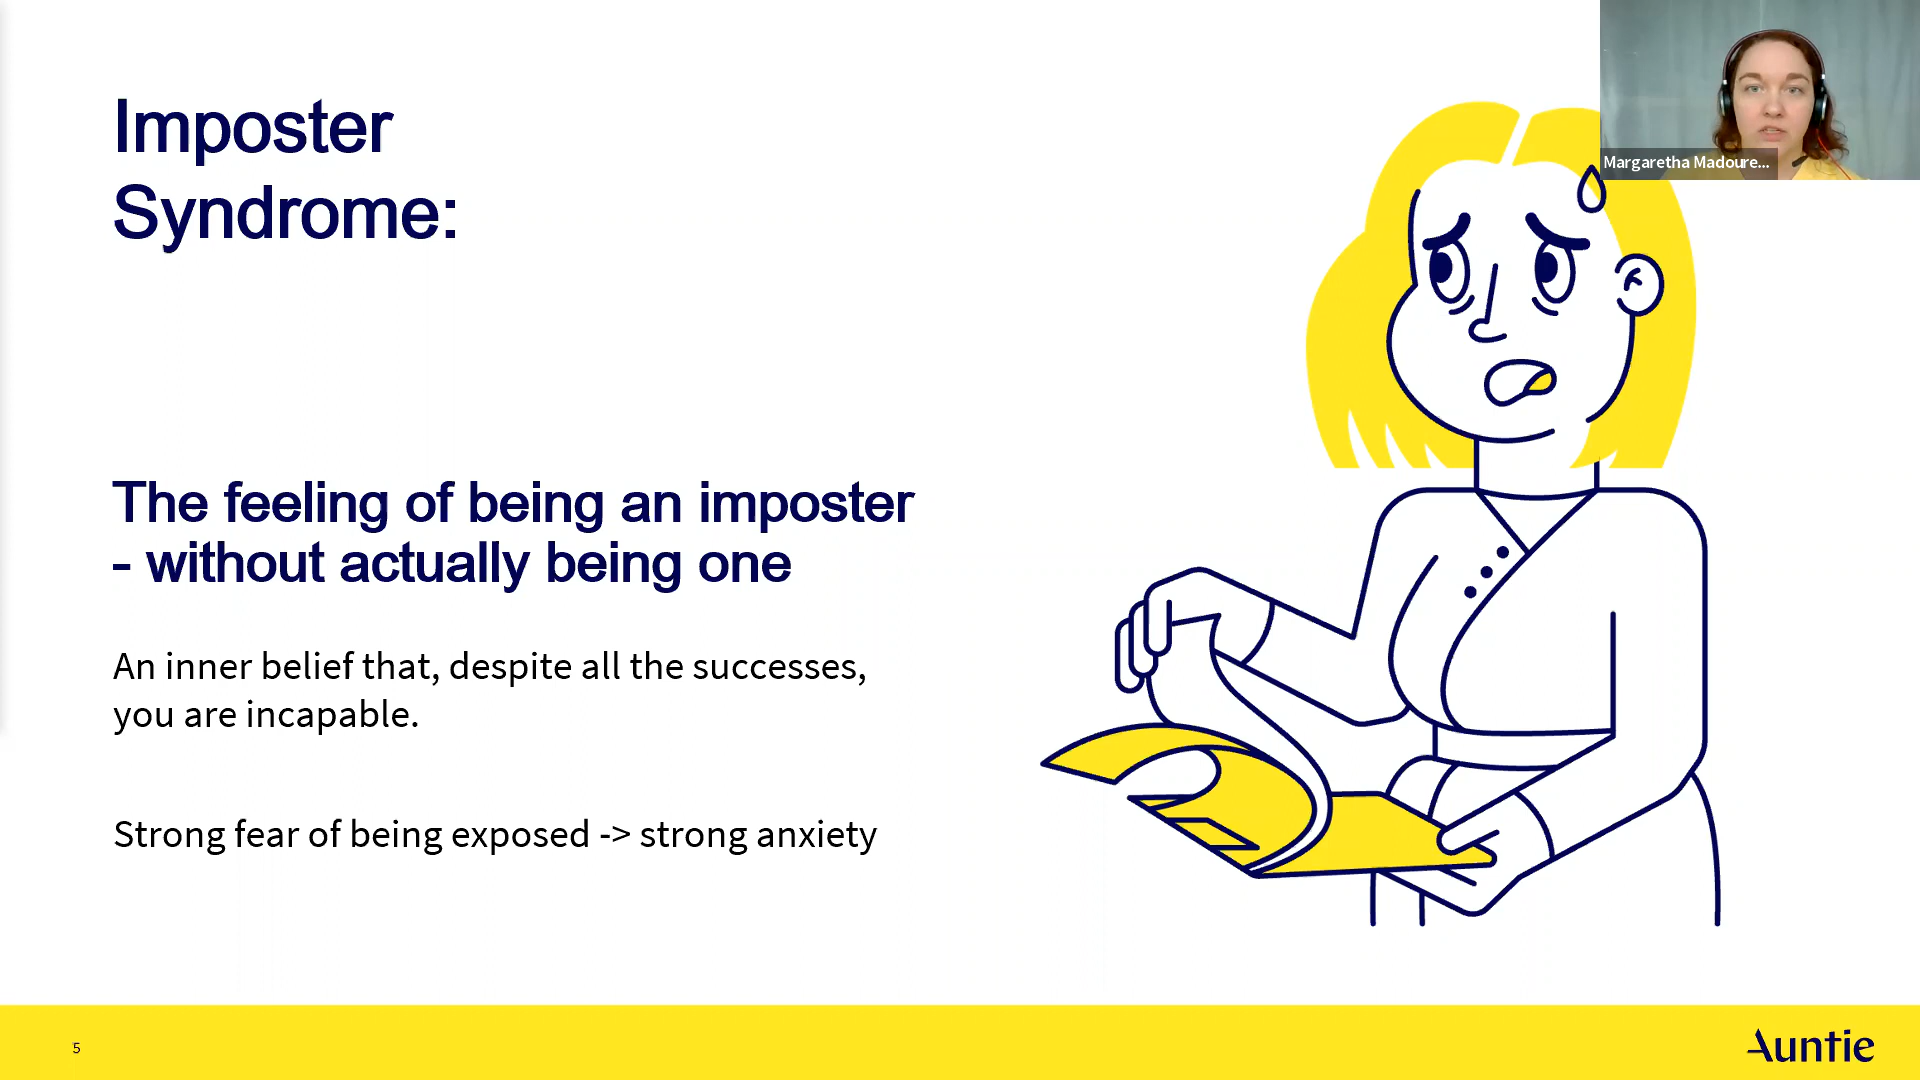 Imposter
Syndrome:
The feeling of being an imposter
- without actually being one
An inner belief that, despite all the successes,
you are incapable.
Strong fear of being exposed -> strong anxiety
Margaretha Madoure...
5
Auntie